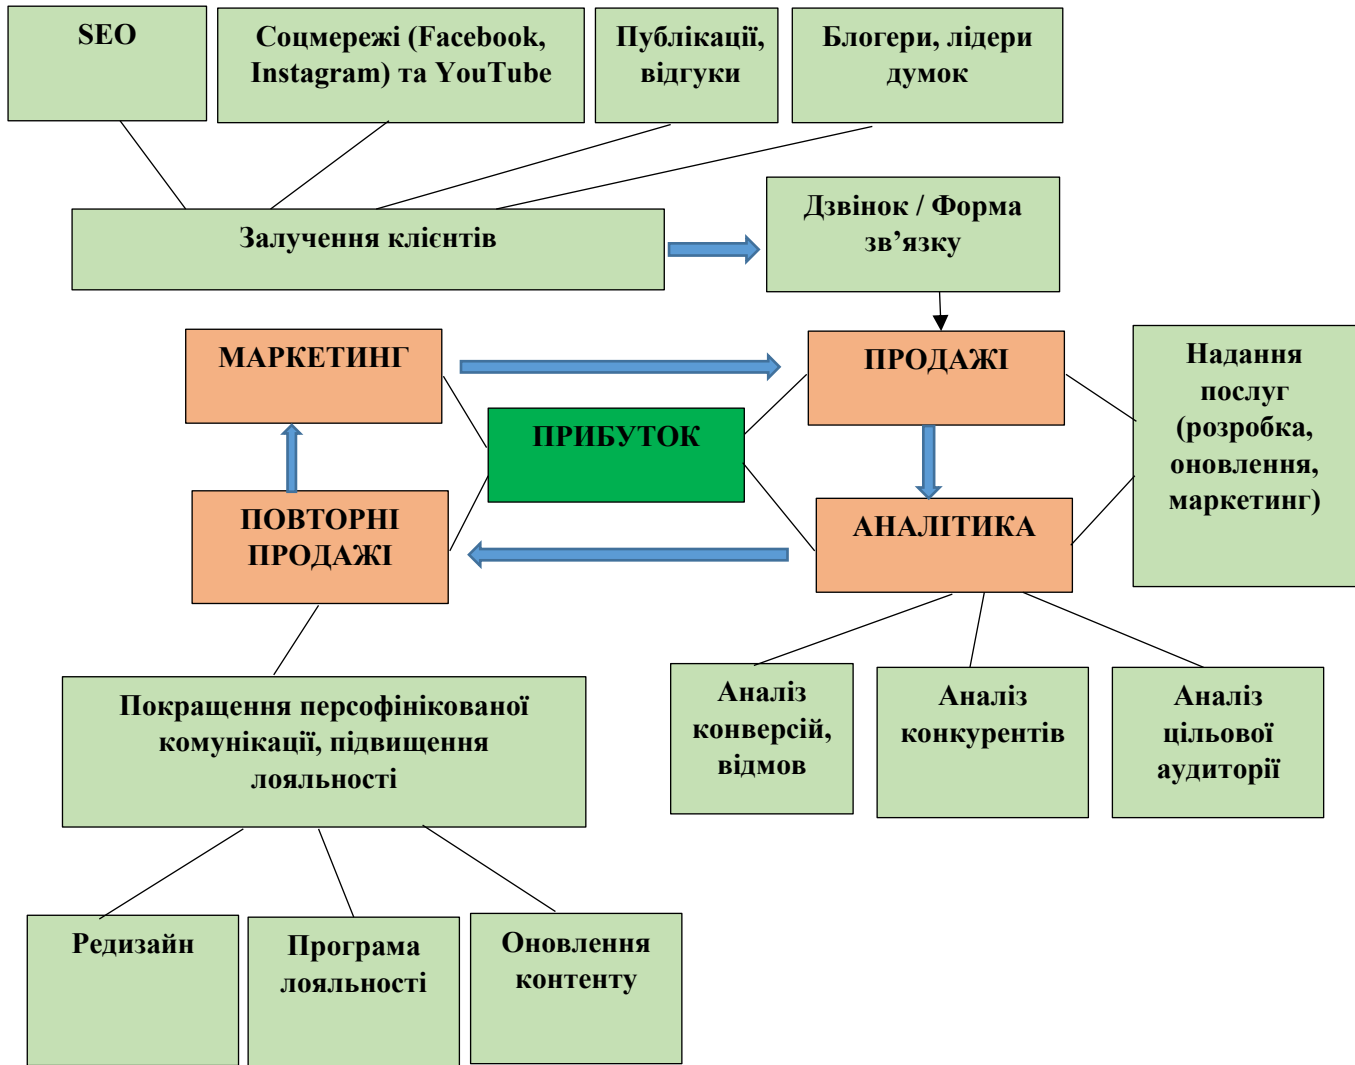 SEO
Соцмережі (Facebook,
Instagram) та YouTube
Публікації,
відгуки
Блогери, лідери
думок
Залучення клієнтів
Дзвінок / Форма
зв’язку
МАРКЕТИНГ
ПРОДАЖІ
Надання
послуг
(розробка,
оновлення,
маркетинг)
ПРИБУТОК
ПОВТОРНІ
ПРОДАЖІ
АНАЛІТИКА
Покращення персофінікованої
комунікації, підвищення
лояльності
Аналіз
конверсій,
відмов
Аналіз
конкурентів
Аналіз
цільової
аудиторії
Редизайн
Програма
лояльності
Оновлення
контенту